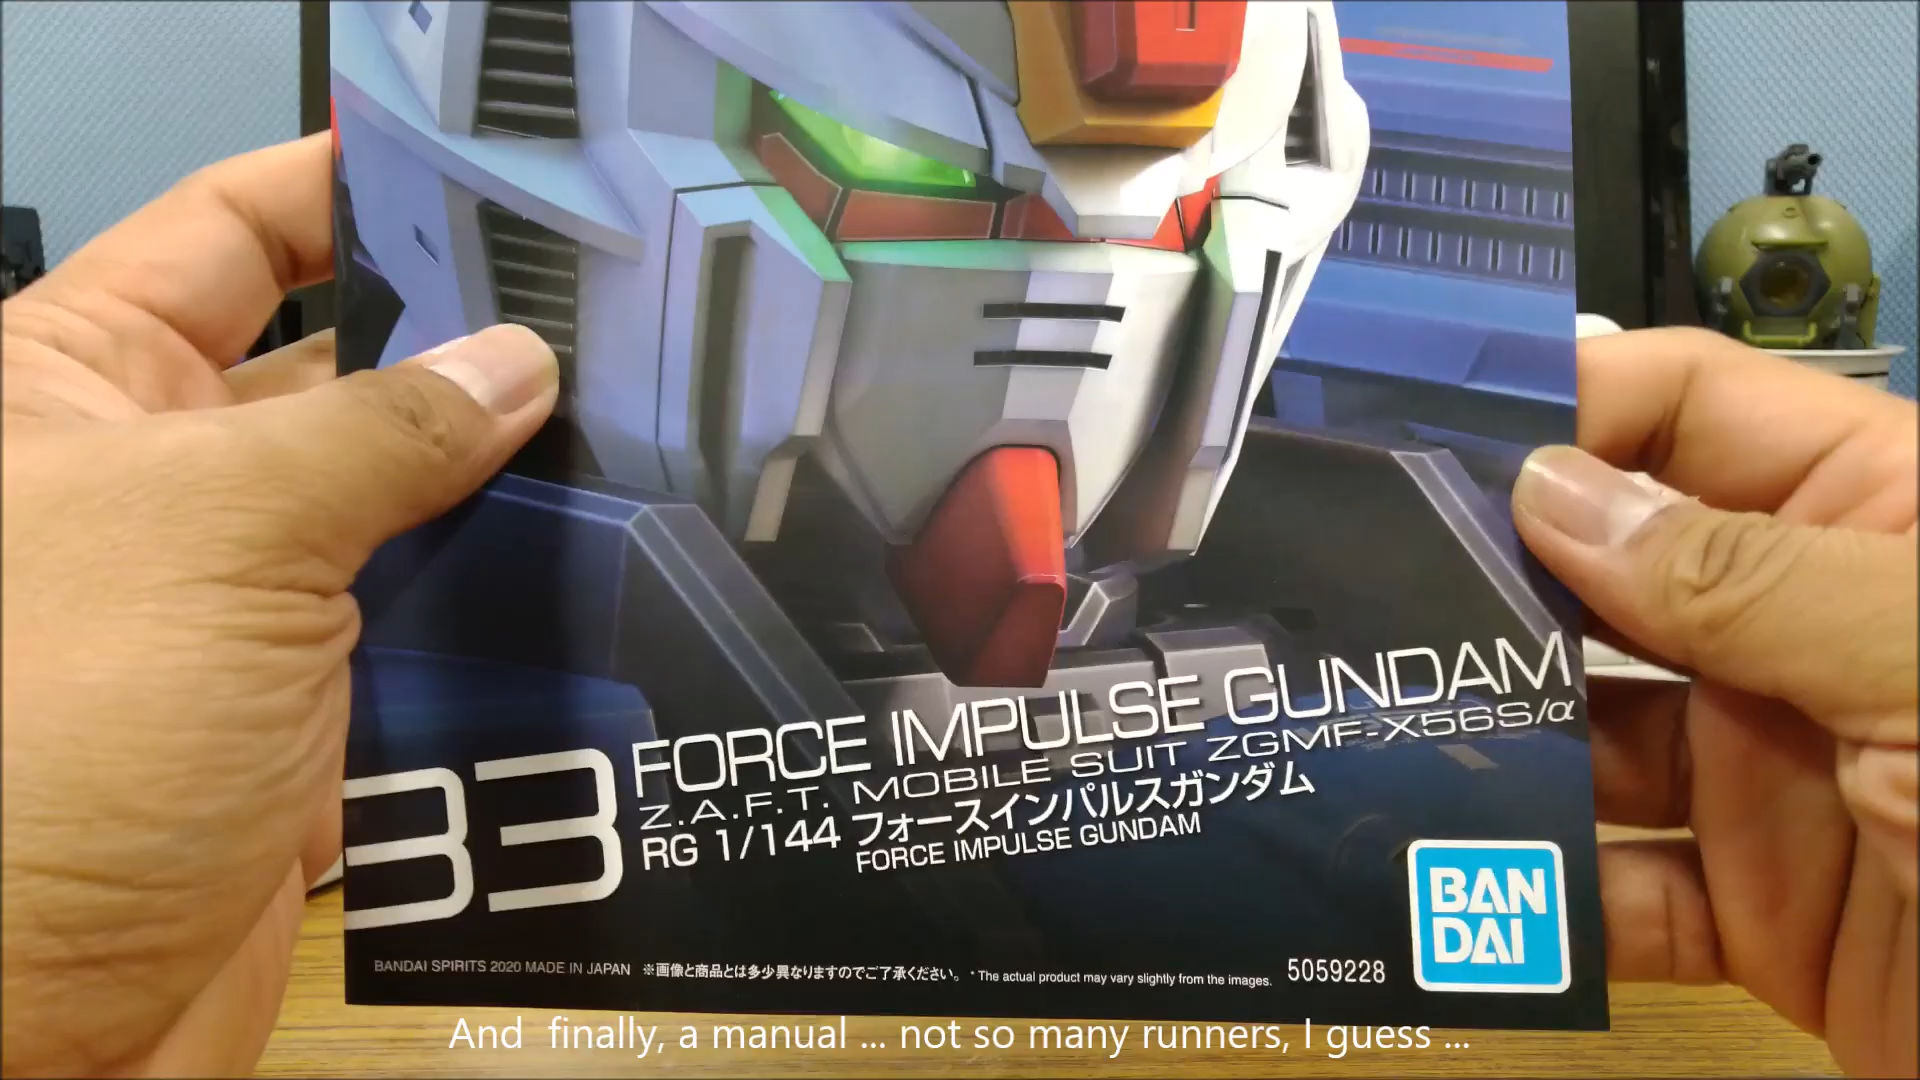 33
FORCE IMPULSE GUNDAM
Z.A.F.T. MOBILE SUIT ZGMF-X56S/α
RG 1/144 フォースインパルスガンダム
FORCE IMPULSE GUNDAM
BAN
DAI
BANDAI SPIRITS 2020 MADE IN JAPAN ※画像と商品とは多少異なりますのでご了承ください。 * The actual product may vary slightly from the images. 5059228
And finally, a manual ... not so many runners, I guess ...